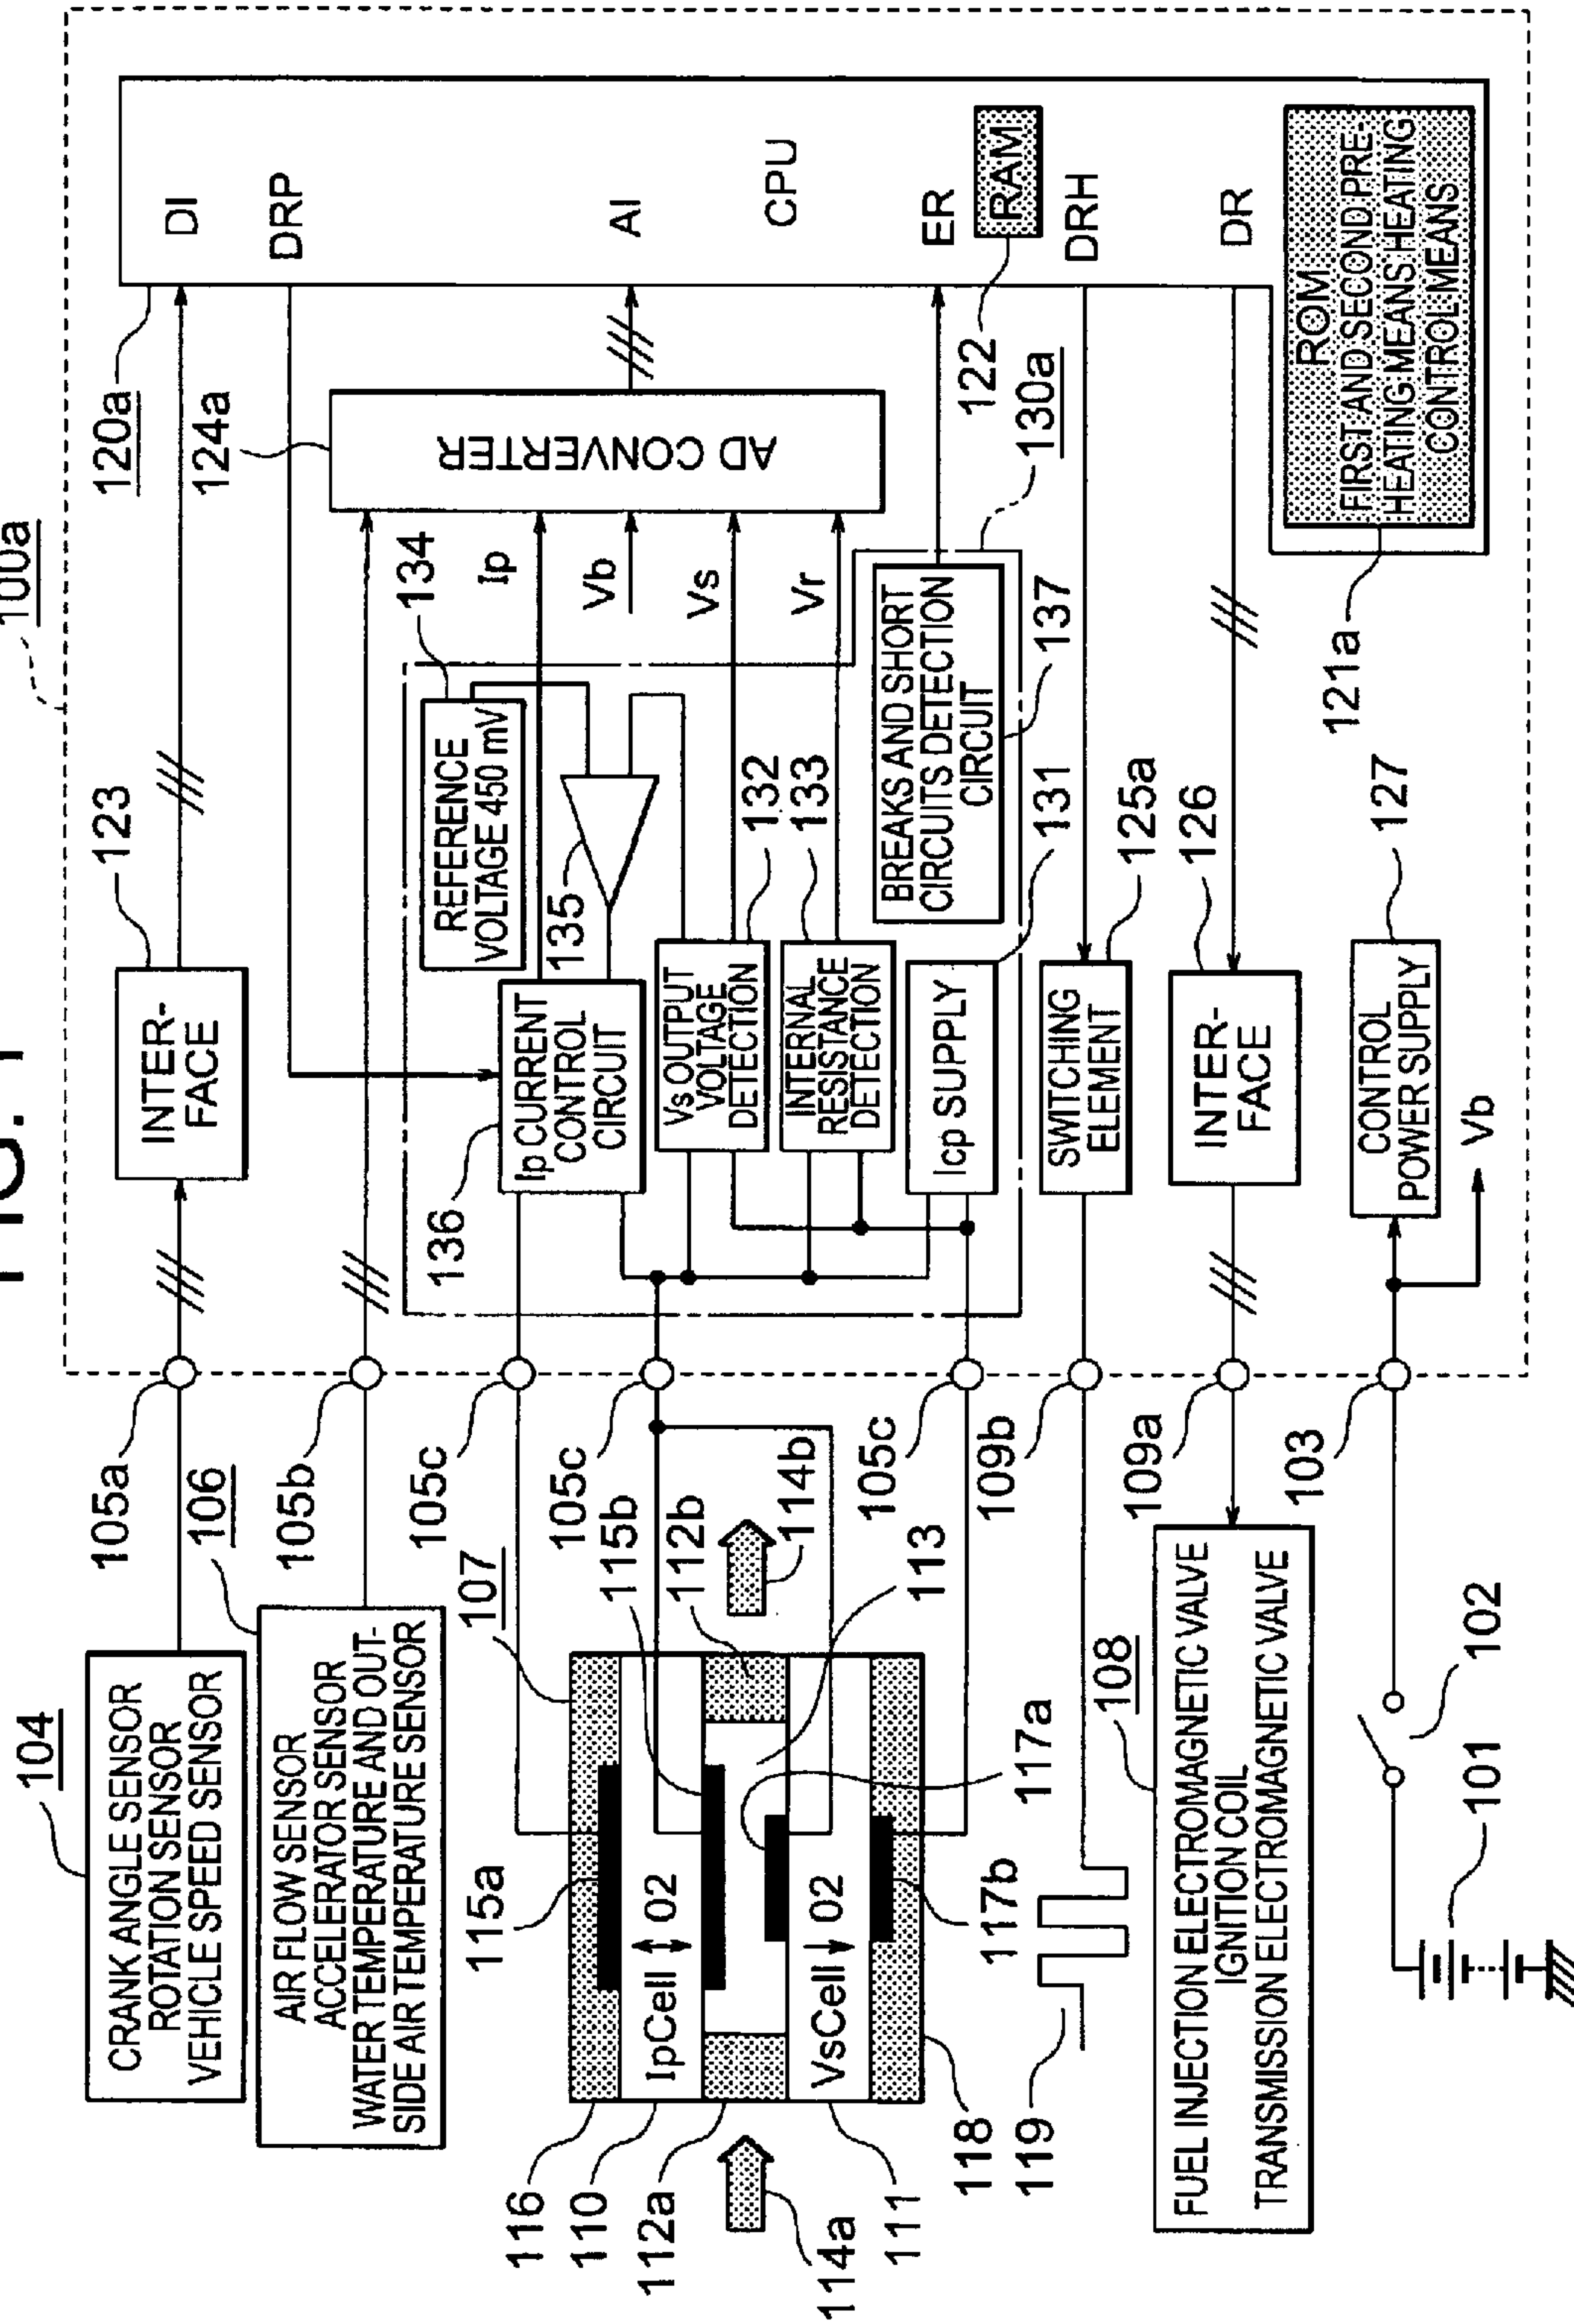 FIG. 1
100a
104
CRANK ANGLE SENSOR
ROTATION SENSOR
VEHICLE SPEED SENSOR
105a
123
INTER-
FACE
120a
DI
106
AIR FLOW SENSOR
ACCELERATOR SENSOR
WATER TEMPERATURE AND OUT-
SIDE AIR TEMPERATURE SENSOR
105b
124a
DRP
AD CONVERTER
AI
CPU
107
105c
105c
105c
136
Ip CURRENT
CONTROL
CIRCUIT
134
REFERENCE
VOLTAGE 450 mV
135
Ip
Vb
Vs
Vr
132
Vs OUTPUT
VOLTAGE
DETECTION
133
INTERNAL
RESISTANCE
DETECTION
131
Icp SUPPLY
130a
BREAKS AND SHORT
CIRCUITS DETECTION
CIRCUIT
137
ER
122
RAM
DRH
DR
ROM
FIRST AND SECOND PRE-
HEATING MEANS HEATING
CONTROL MEANS
121a
115a
115b
112b
114b
113
117a
117b
116
110
112a
114a
111
118
119
IpCell
O2
VsCell
O2
109b
SWITCHING
ELEMENT
125a
109a
INTER-
FACE
126
108
FUEL INJECTION ELECTROMAGNETIC VALVE
IGNITION COIL
TRANSMISSION ELECTROMAGNETIC VALVE
101
102
103
CONTROL
POWER SUPPLY
127
Vb